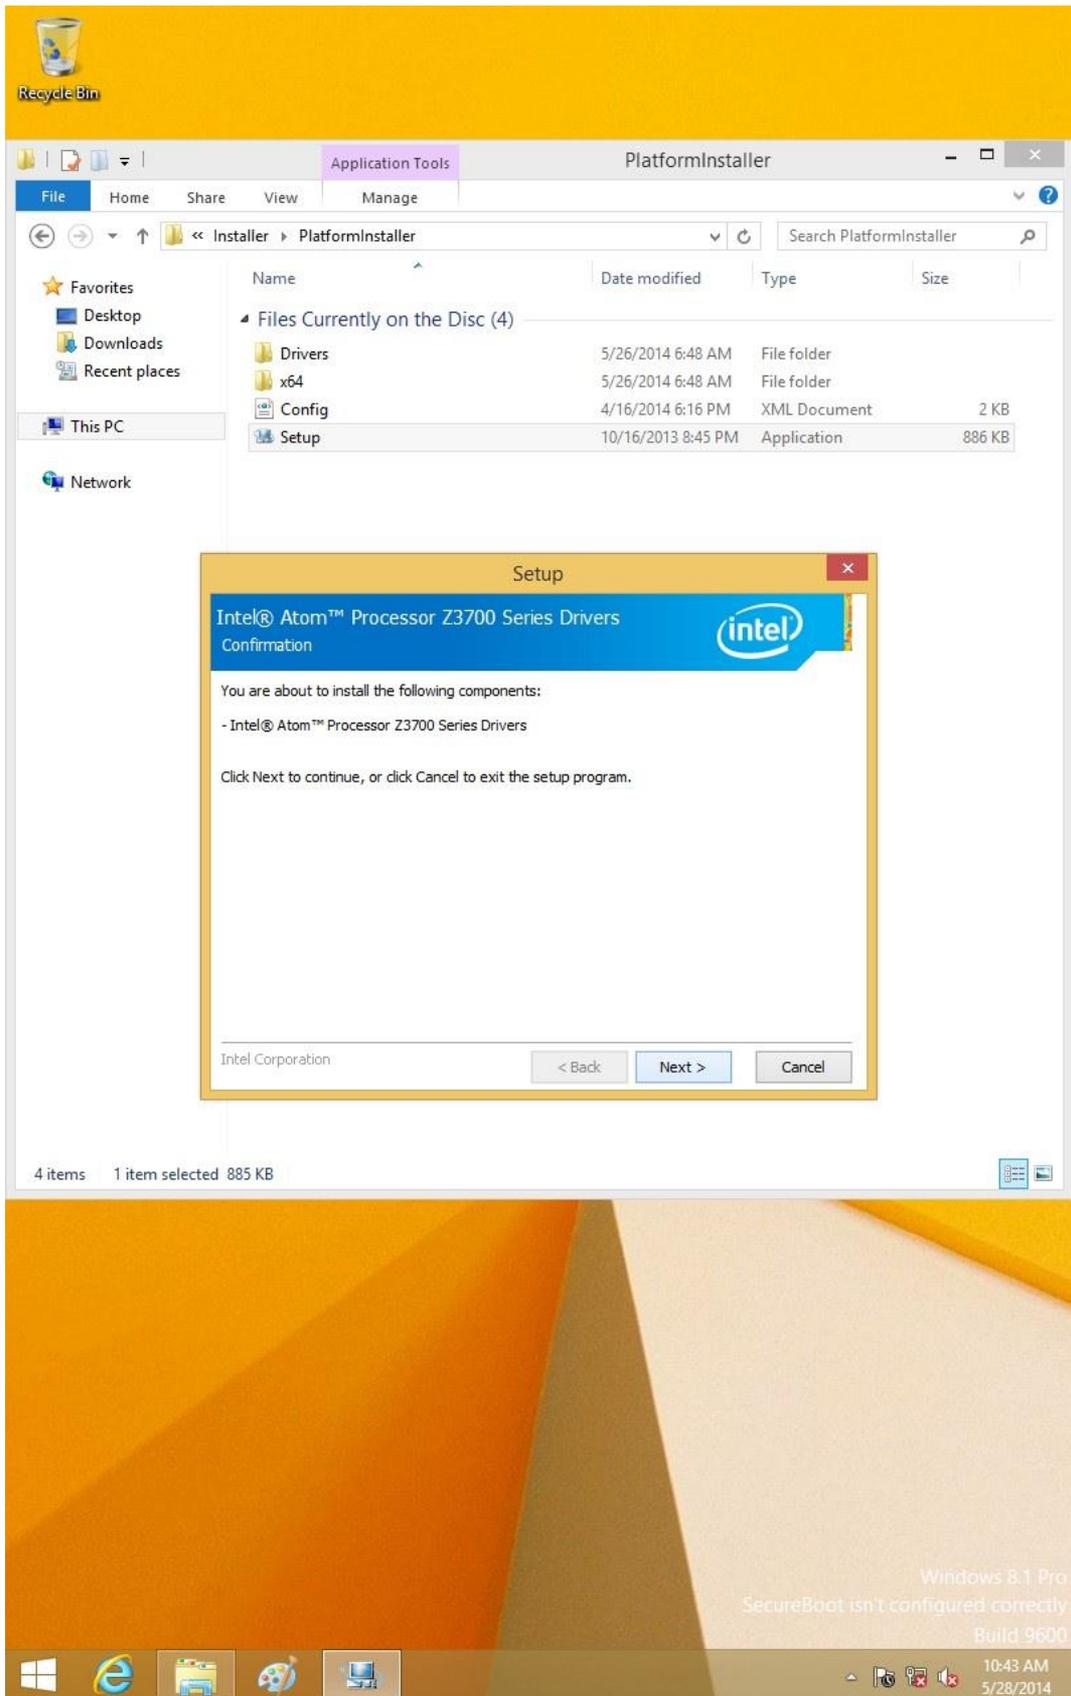 Recycle Bin
Application Tools
PlatformInstaller
File Home Share View Manage
« Installer PlatformInstaller Search PlatformInstaller
Name Date modified Type Size
Favorites
Desktop
Downloads
Recent places
This PC
Network
Files Currently on the Disc (4)
Drivers 5/26/2014 6:48 AM File folder
x64 5/26/2014 6:48 AM File folder
Config 4/16/2014 6:16 PM XML Document 2 KB
Setup 10/16/2013 8:45 PM Application 886 KB
Setup
Intel® Atom™ Processor Z3700 Series Drivers
Confirmation
intel
You are about to install the following components:
- Intel® Atom™ Processor Z3700 Series Drivers
Click Next to continue, or click Cancel to exit the setup program.
Intel Corporation
< Back Next > Cancel
4 items 1 item selected 885 KB
Windows 8.1 Pro
SecureBoot isn't configured correctly
Build 9600
10:43 AM
5/28/2014